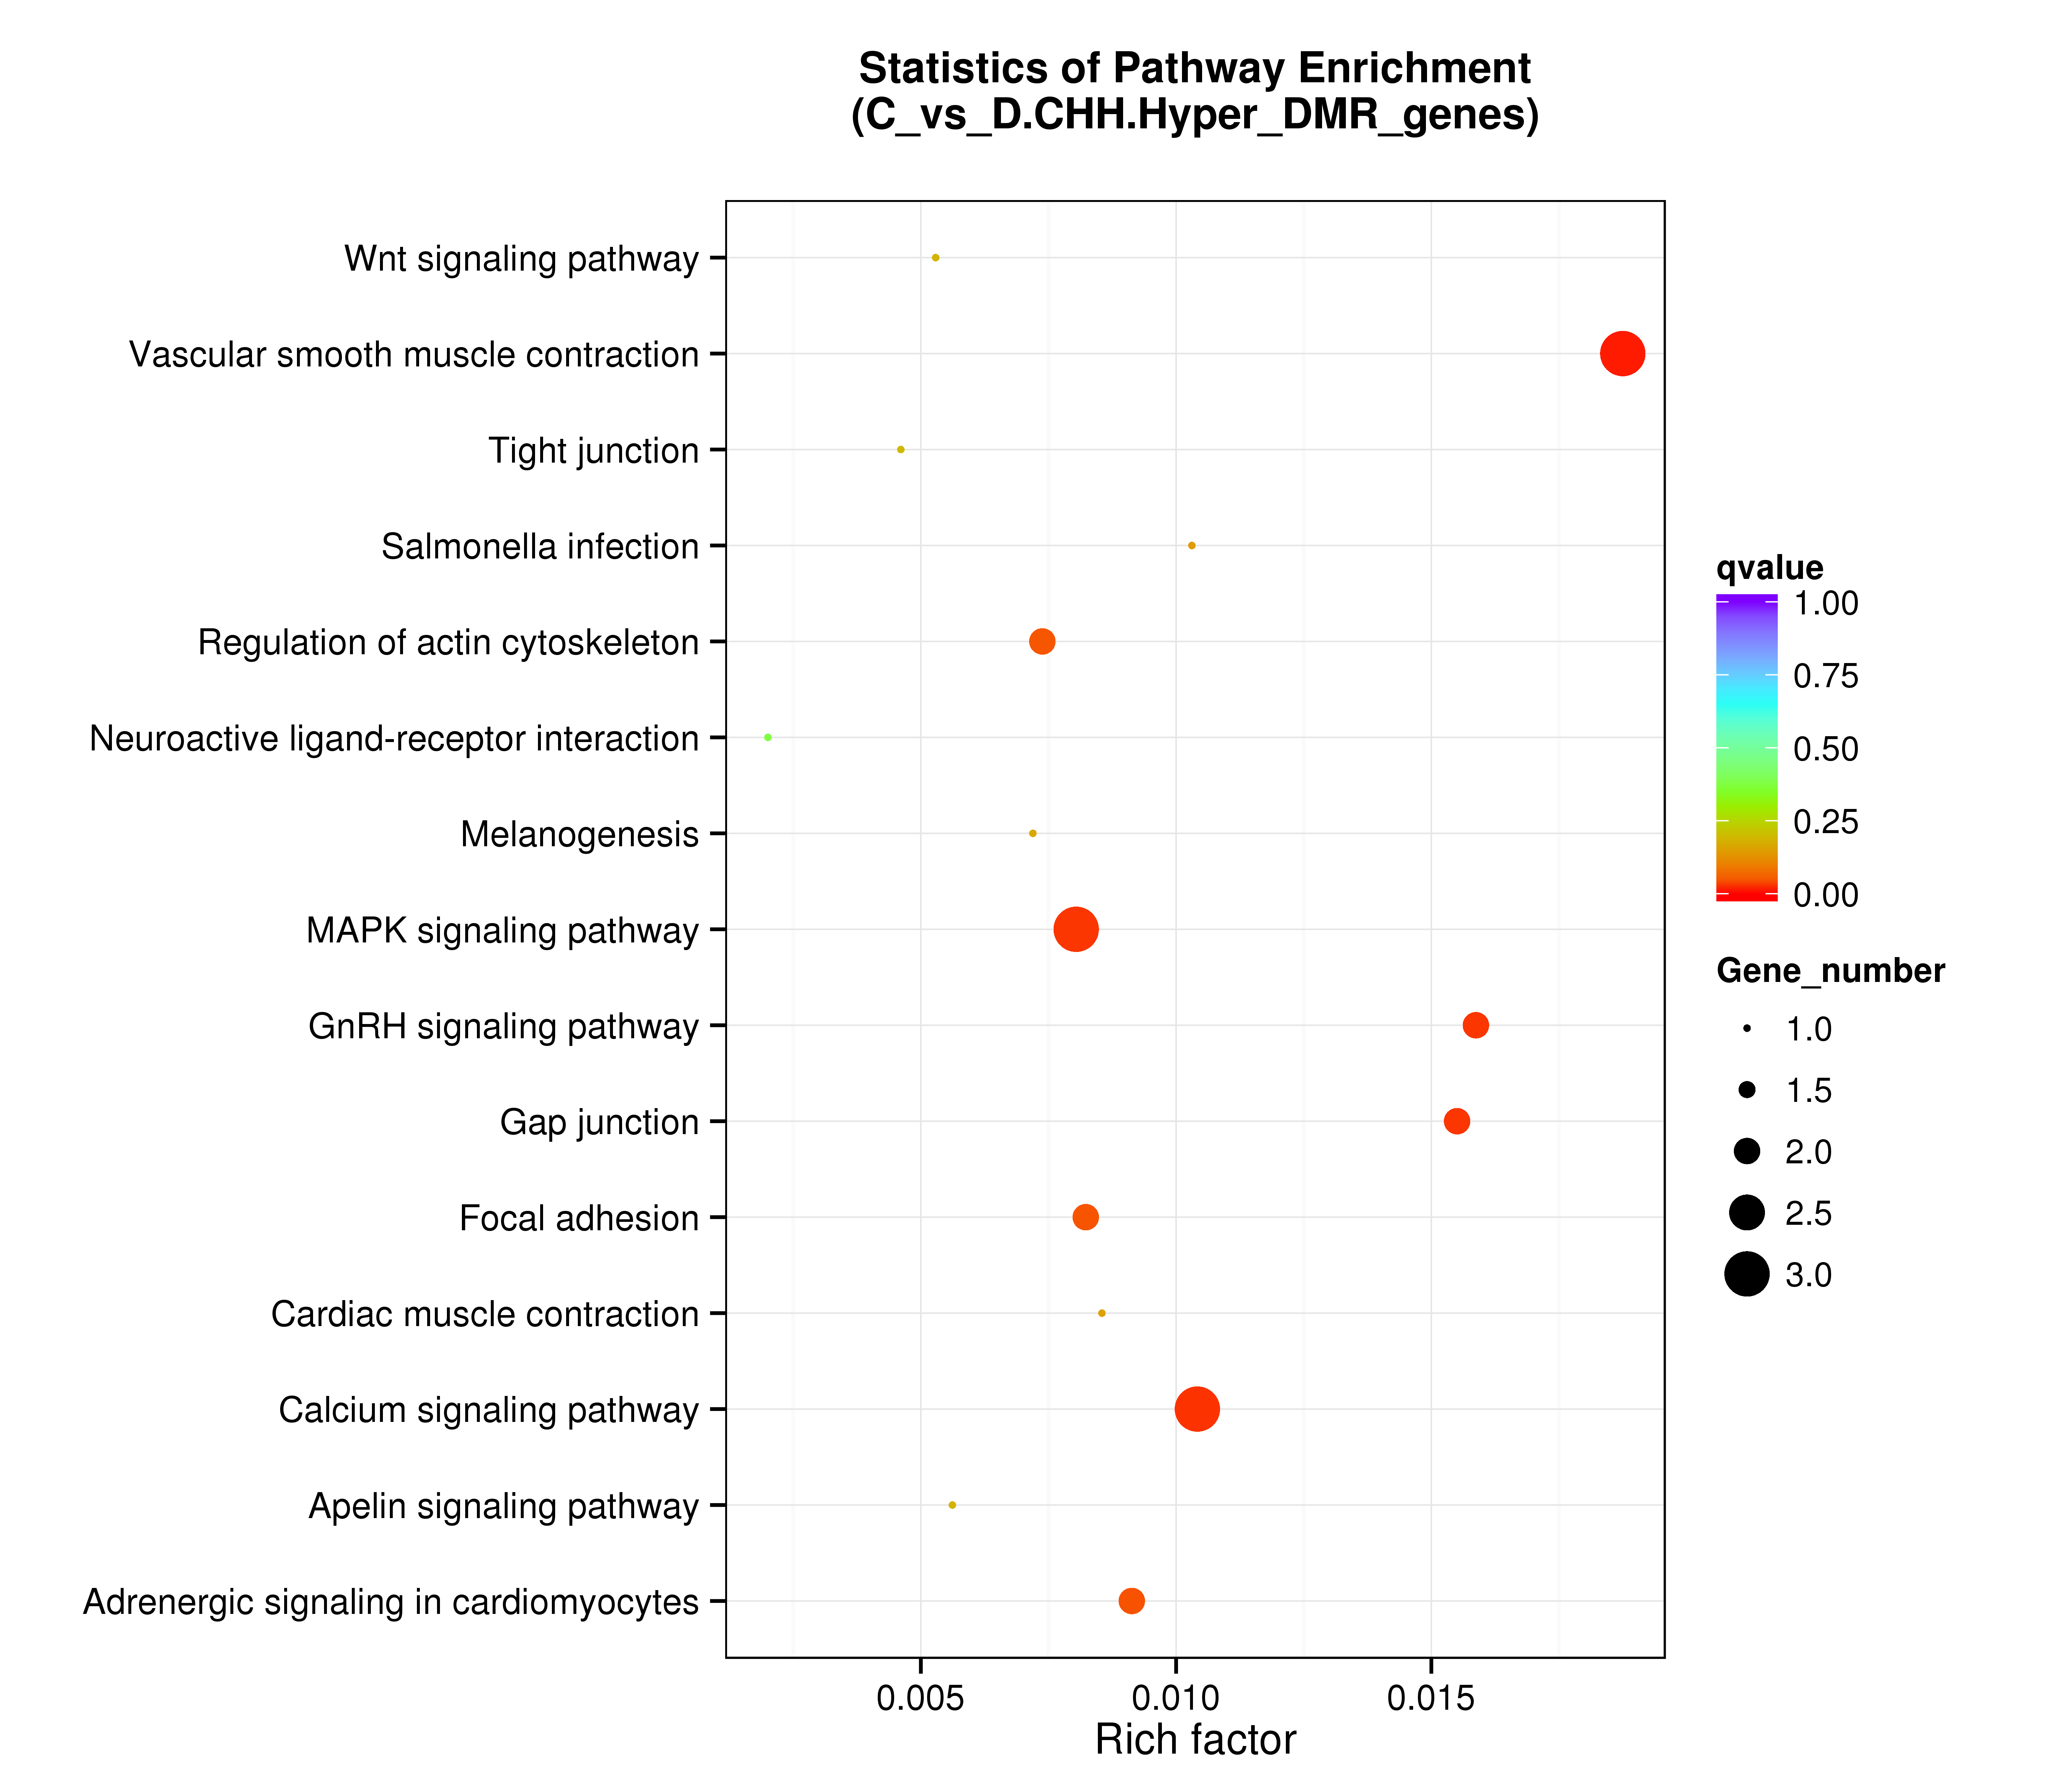 Statistics of Pathway Enrichment
(C_vs_D.CHH.Hyper_DMR_genes)
Wnt signaling pathway
Vascular smooth muscle contraction
Tight junction
Salmonella infection
Regulation of actin cytoskeleton
Neuroactive ligand-receptor interaction
Melanogenesis
MAPK signaling pathway
GnRH signaling pathway
Gap junction
Focal adhesion
Cardiac muscle contraction
Calcium signaling pathway
Apelin signaling pathway
Adrenergic signaling in cardiomyocytes
0.005 0.010 0.015
Rich factor
qvalue
1.00
0.75
0.50
0.25
0.00
Gene_number
1.0
1.5
2.0
2.5
3.0